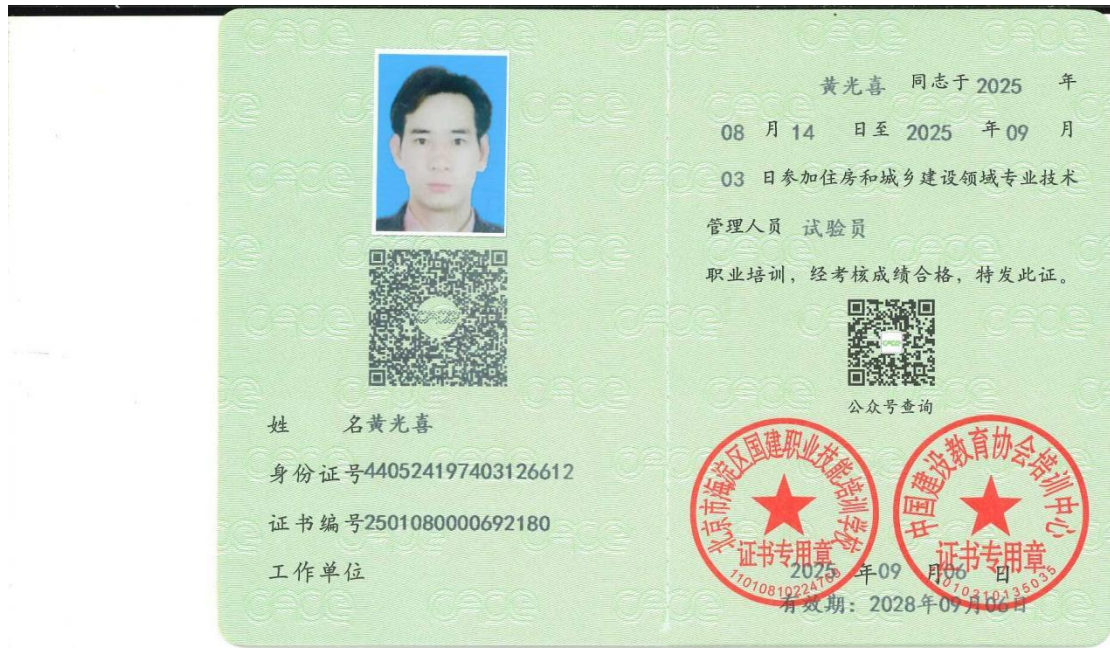 姓 名黄光喜
身份证号440524197403126612
证书编号2501080000692180
工作单位
黄光喜 同志于 2025 年
08 月 14 日至 2025 年 09 月
03 日参加住房和城乡建设领域专业技术
管理人员 试验员
职业培训，经考核成绩合格，特发此证。
公众号查询
北京市海淀区国建职业技能培训学校
证书专用章
中国建设教育协会培训中心
证书专用章
2025 年09 月06 日
有效期：2028年09月06日